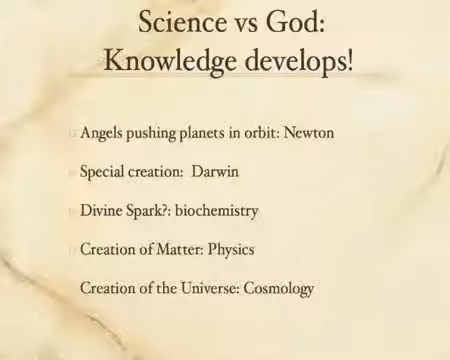 Science vs God:
Knowledge develops!
Angels pushing planets in orbit: Newton
Special creation:  Darwin
Divine Spark?: biochemistry
Creation of Matter: Physics
Creation of the Universe: Cosmology